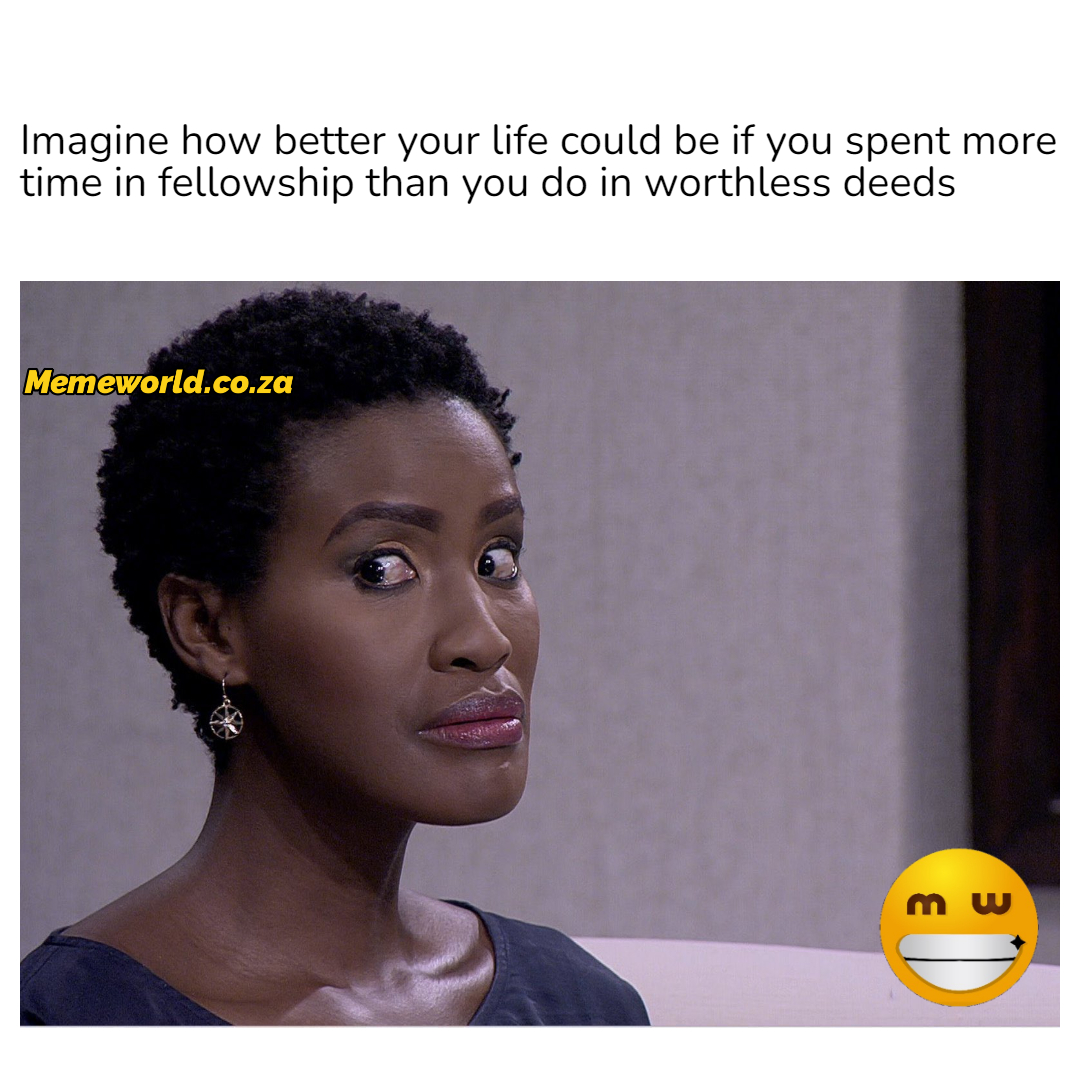 Imagine how better your life could be if you spent more
time in fellowship than you do in worthless deeds
Memeworld.co.za
m w